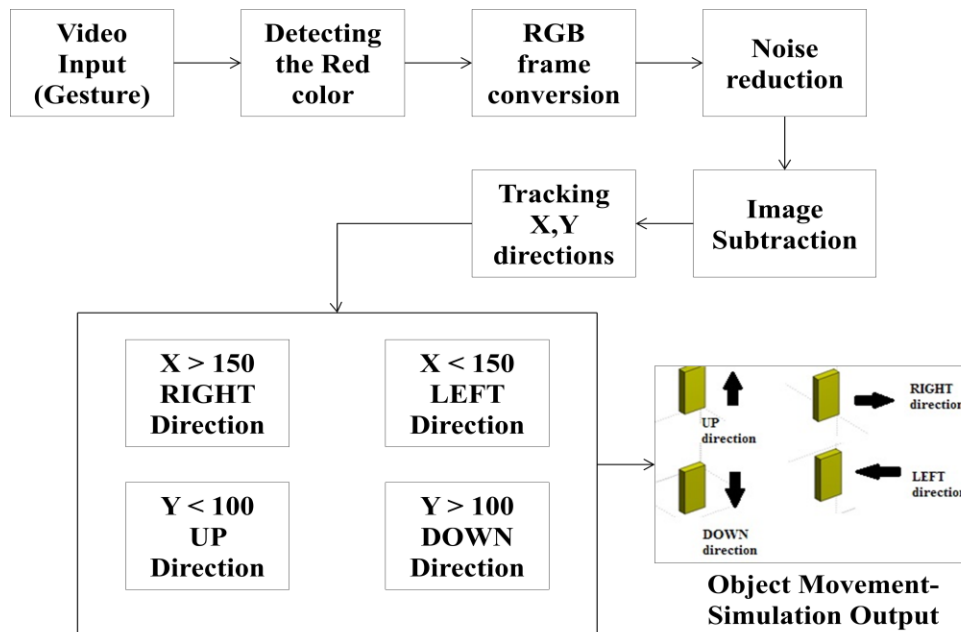 Video
Input
(Gesture)
Detecting
the Red
color
RGB
frame
conversion
Noise
reduction
Tracking
X,Y
directions
Image
Subtraction
X > 150
RIGHT
Direction
X < 150
LEFT
Direction
Y < 100
UP
Direction
Y > 100
DOWN
Direction
UP
direction
RIGHT
direction
DOWN
direction
LEFT
direction
Object Movement-
Simulation Output